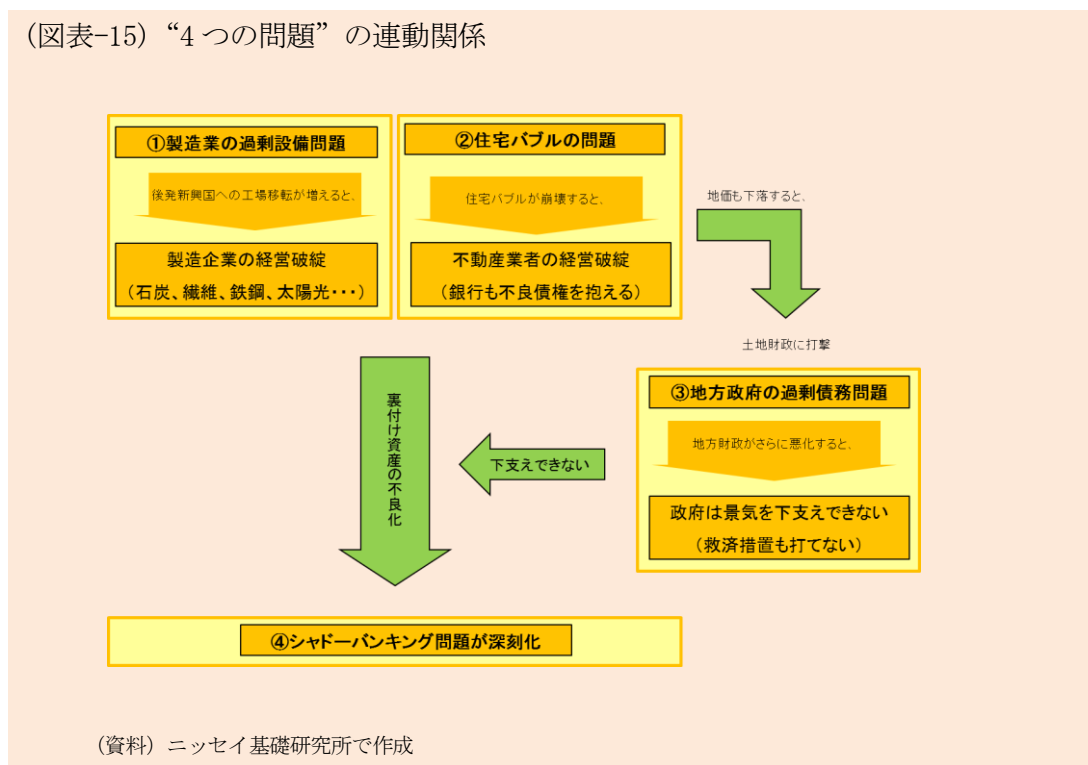 (図表-15)“4つの問題”の連動関係
①製造業の過剰設備問題
後発新興国への工場移転が増えると、
製造企業の経営破綻
(石炭、繊維、鉄鋼、太陽光・・・)
②住宅バブルの問題
住宅バブルが崩壊すると、
不動産業者の経営破綻
(銀行も不良債権を抱える)
地価も下落すると、
土地財政に打撃
③地方政府の過剰債務問題
地方財政がさらに悪化すると、
政府は景気を下支えできない
(救済措置も打てない)
下支えできない
裏付け資産の不良化
④シャドーバンキング問題が深刻化
(資料)ニッセイ基礎研究所で作成